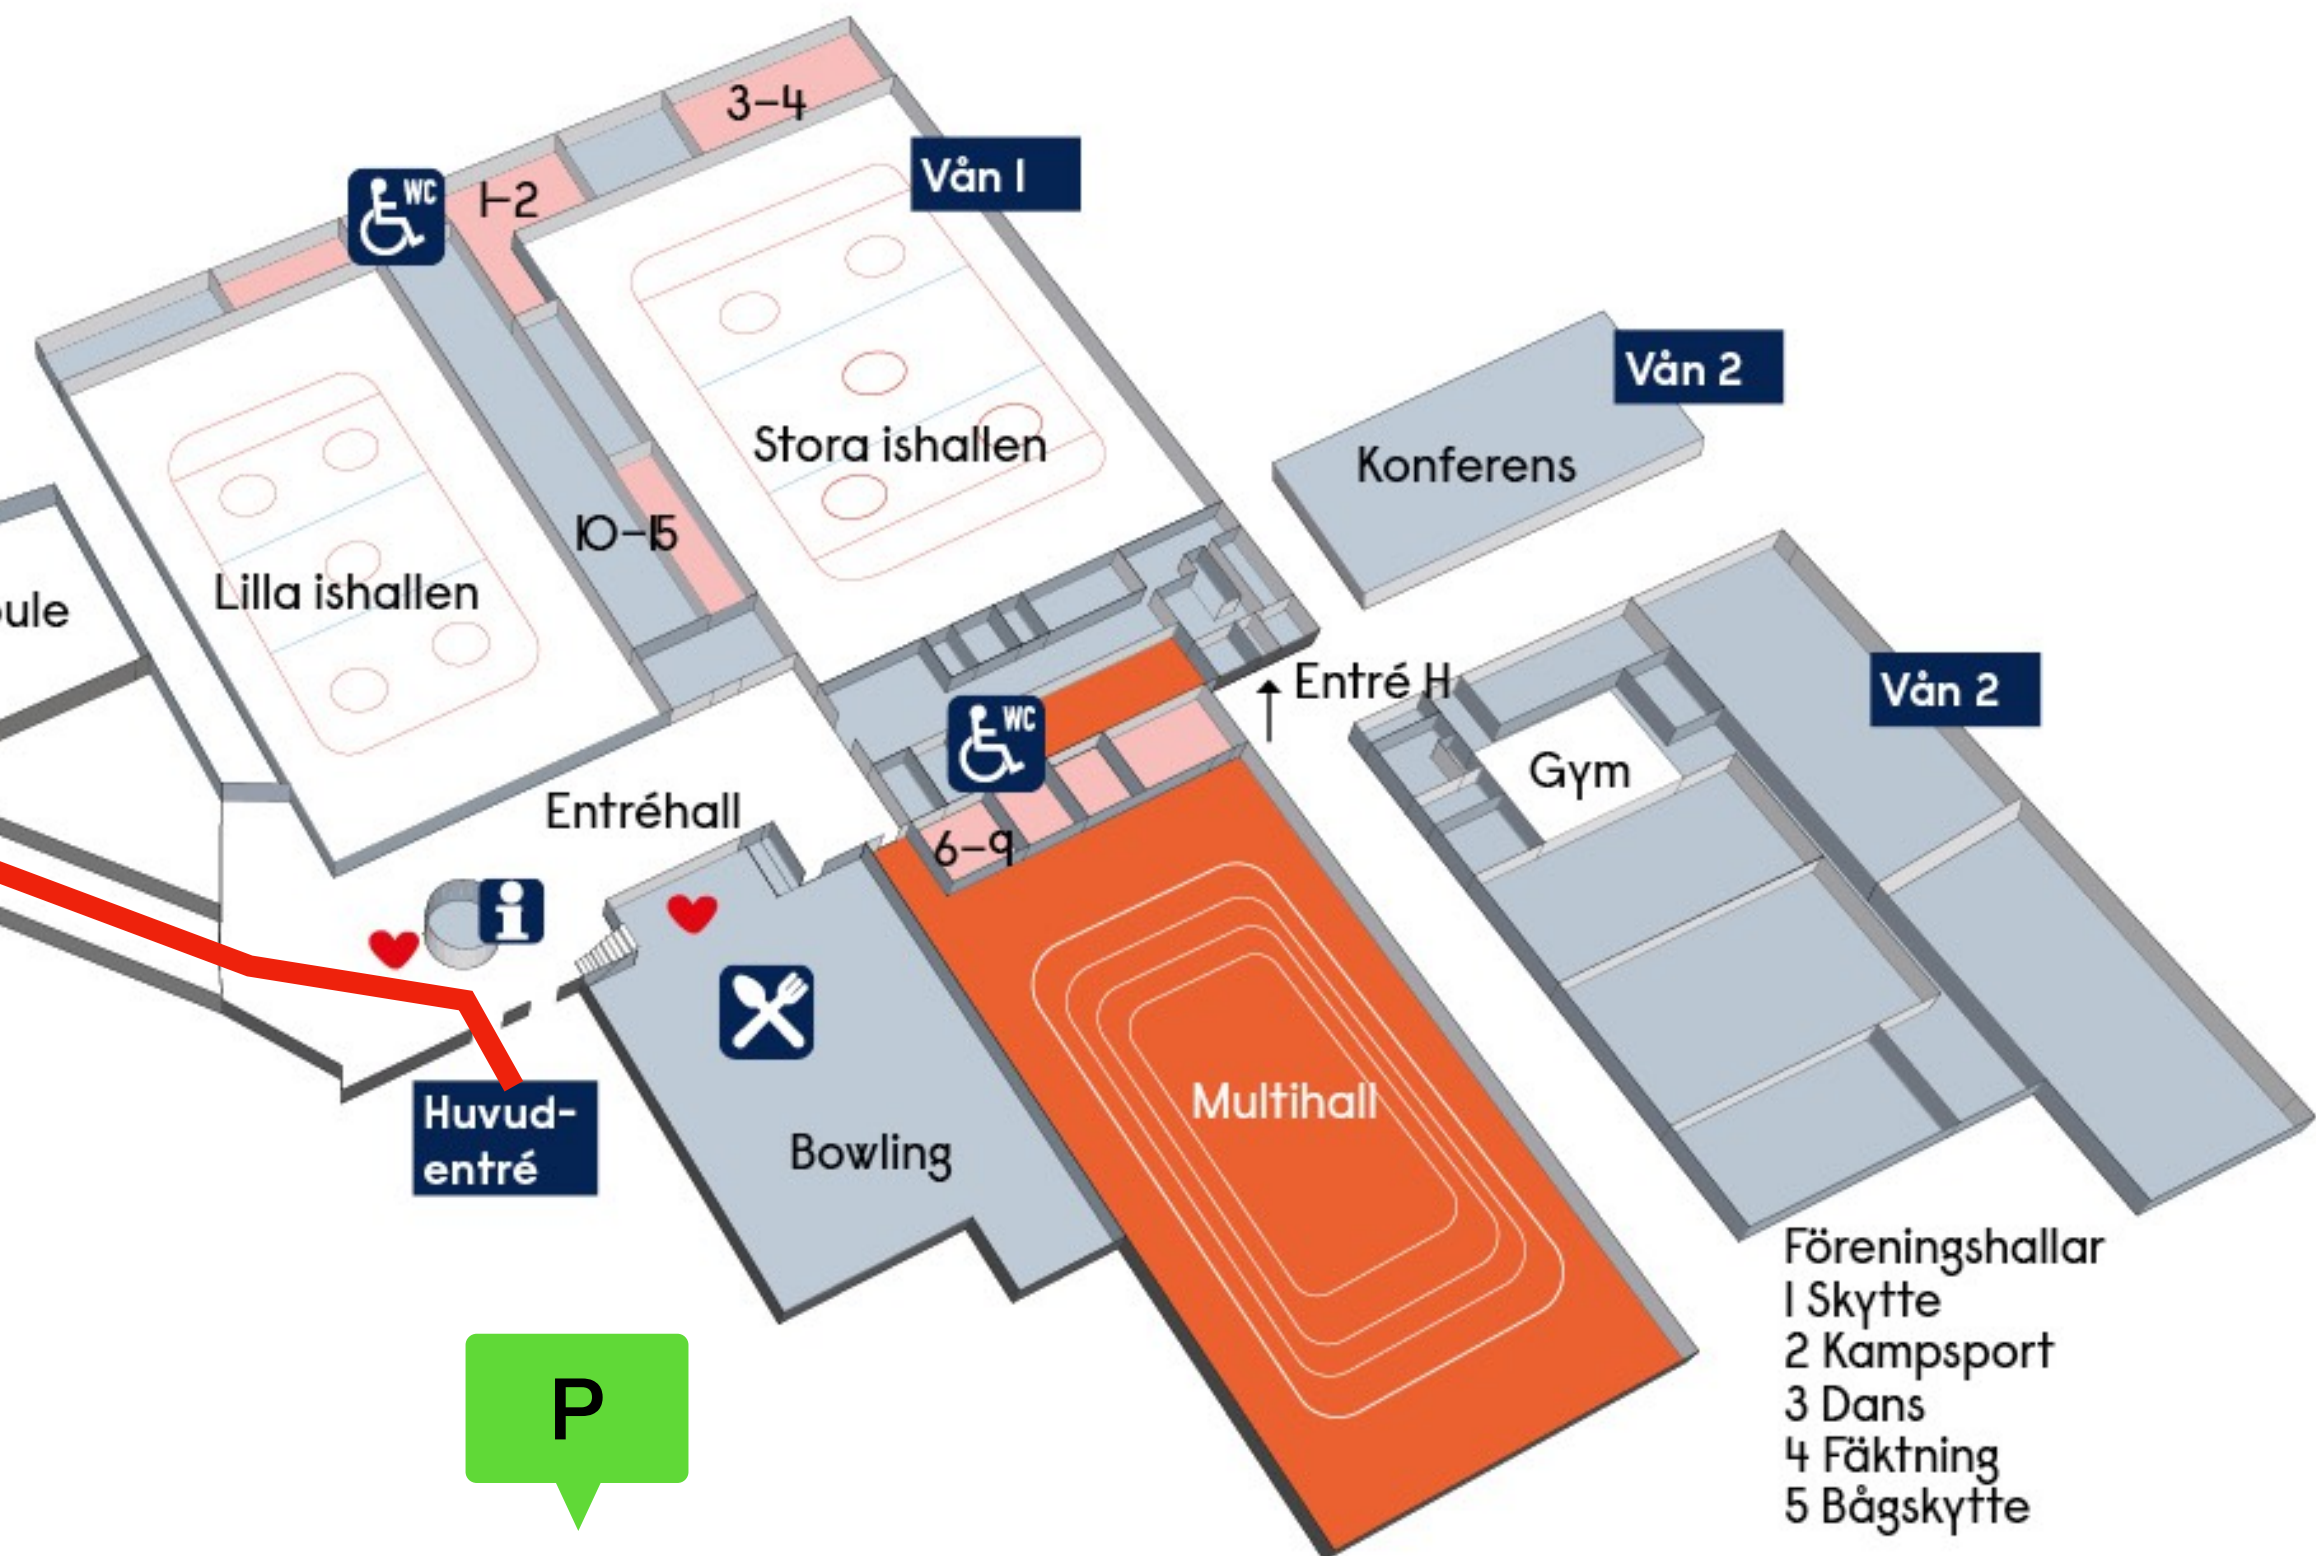 3-4
WC
1-2
Vån 1
Vån 2
Stora ishallen
Konferens
10-15
Lilla ishallen
Entré H
Vån 2
WC
Gym
Entréhall
6-9
i
Multihall
Huvud-
entré
Bowling
Föreningshallar
1 Skytte
2 Kampsport
3 Dans
4 Fäktning
5 Bågskytte
P